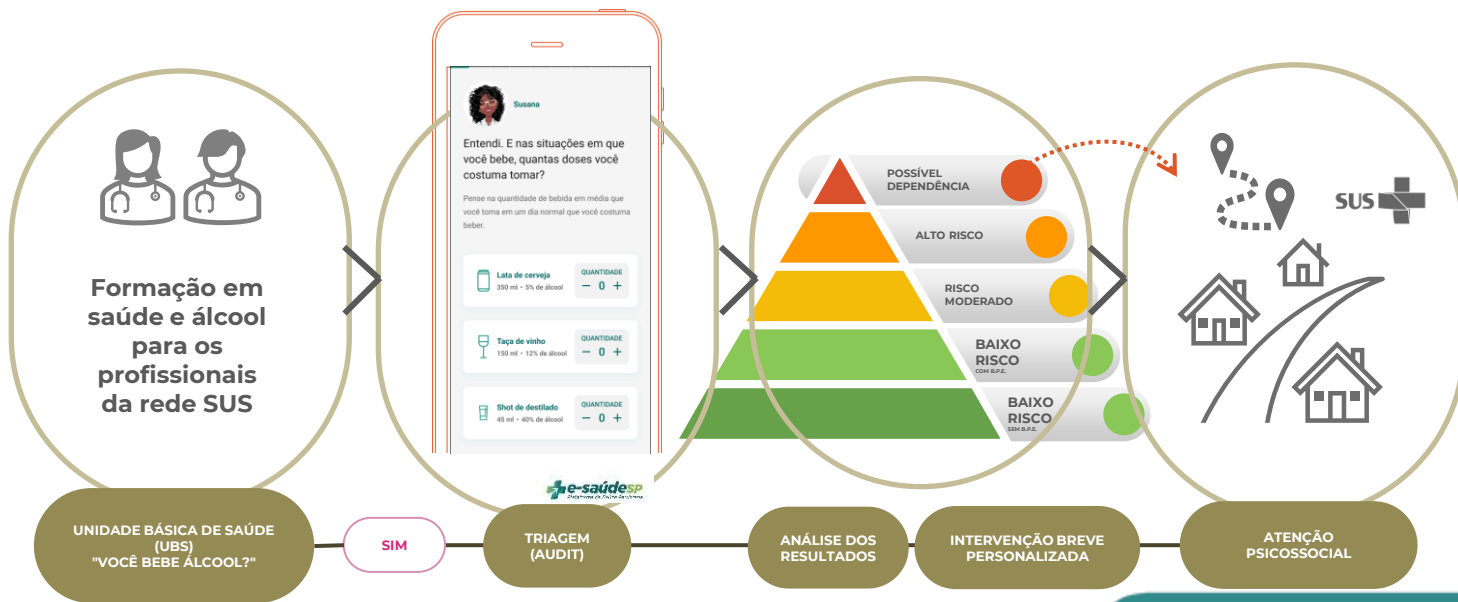 Formação em
saúde e álcool
para os
profissionais
da rede SUS
Susana
Entendi. E nas situações em que
você bebe, quantas doses você
costuma tomar?
Pense na quantidade de bebida em média que
você toma em um dia normal que você costuma
beber.
Lata de cerveja
350 ml • 5% de álcool
QUANTIDADE
− 0 +
Taça de vinho
150 ml • 12% de álcool
QUANTIDADE
− 0 +
Shot de destilado
45 ml • 40% de álcool
QUANTIDADE
− 0 +
e-saúdesp
Plataforma da Saúde Paulistana
POSSÍVEL
DEPENDÊNCIA
ALTO RISCO
RISCO
MODERADO
BAIXO
RISCO
COM B.P.E.
BAIXO
RISCO
SEM B.P.E.
SUS
UNIDADE BÁSICA DE SAÚDE
(UBS)
"VOCÊ BEBE ÁLCOOL?"
SIM
TRIAGEM
(AUDIT)
ANÁLISE DOS
RESULTADOS
INTERVENÇÃO BREVE
PERSONALIZADA
ATENÇÃO
PSICOSSOCIAL